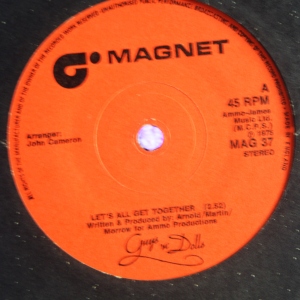 MAGNET
A
45 RPM
Ammo-James
Music Ltd.
(M.C.P.S.)
℗ 1975
MAG 37
STEREO
Arranger:
John Cameron
LET'S ALL GET TOGETHER (2.52)
Written & Produced by: Arnold/Martin/
Morrow for Ammo Productions
Guys 'n' Dolls